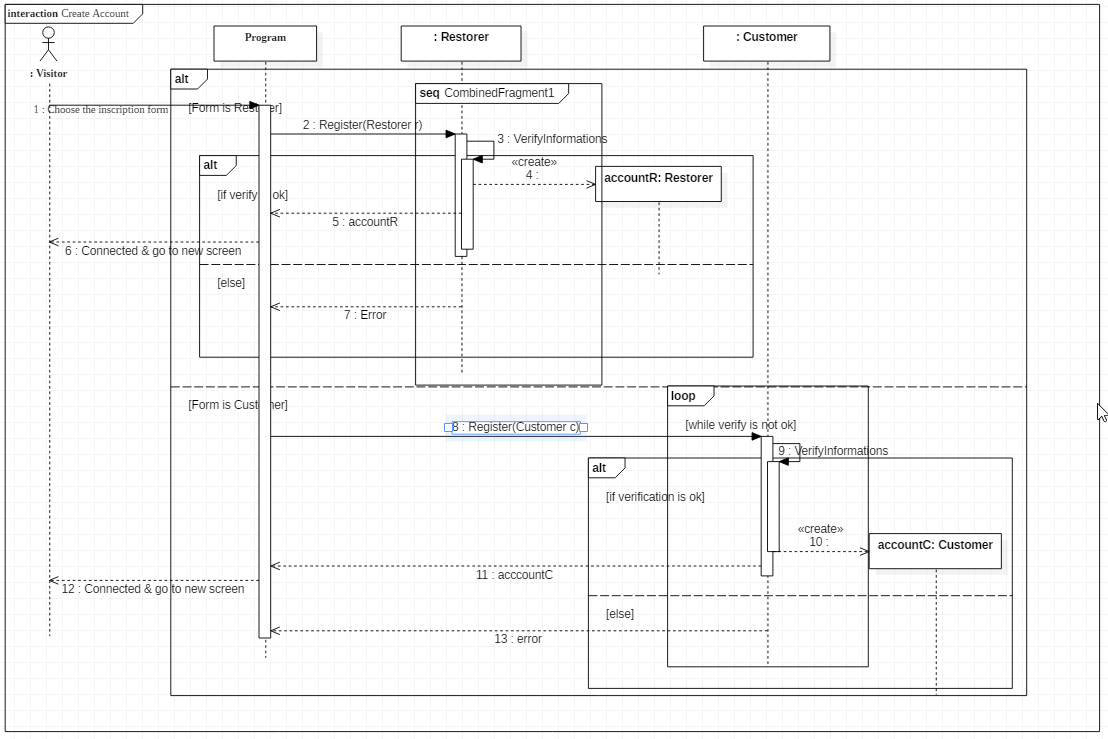 interaction Create Account
Program
: Restorer
: Customer
: Visitor
alt
seq CombinedFragment1
1 : Choose the inscription form
[Form is Restorer]
2 : Register(Restorer r)
3 : VerifyInformations
alt
«create»
4 :
accountR: Restorer
[if verify ok]
5 : accountR
6 : Connected & go to new screen
[else]
7 : Error
loop
[Form is Customer]
8 : Register(Customer c)
[while verify is not ok]
9 : VerifyInformations
alt
[if verification is ok]
«create»
10 :
accountC: Customer
11 : acccountC
12 : Connected & go to new screen
[else]
13 : error